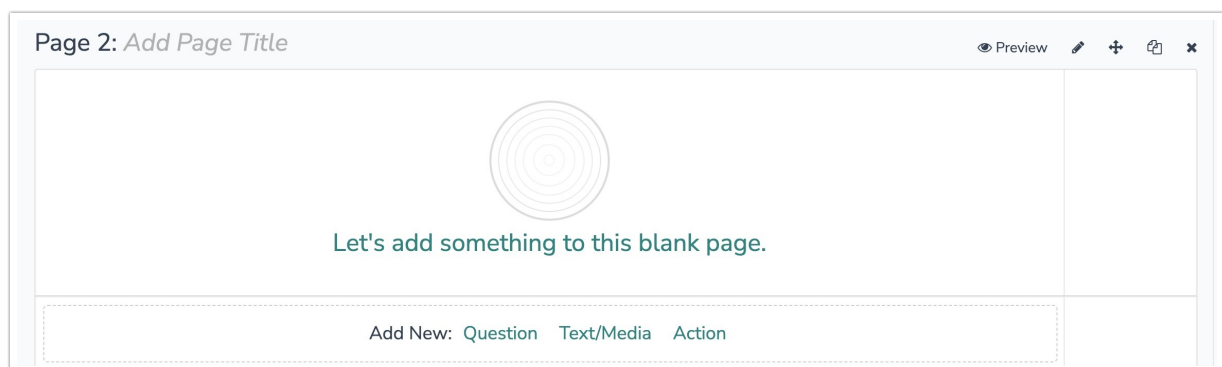 Page 2: Add Page Title
Preview
Let's add something to this blank page.
Add New: Question Text/Media Action